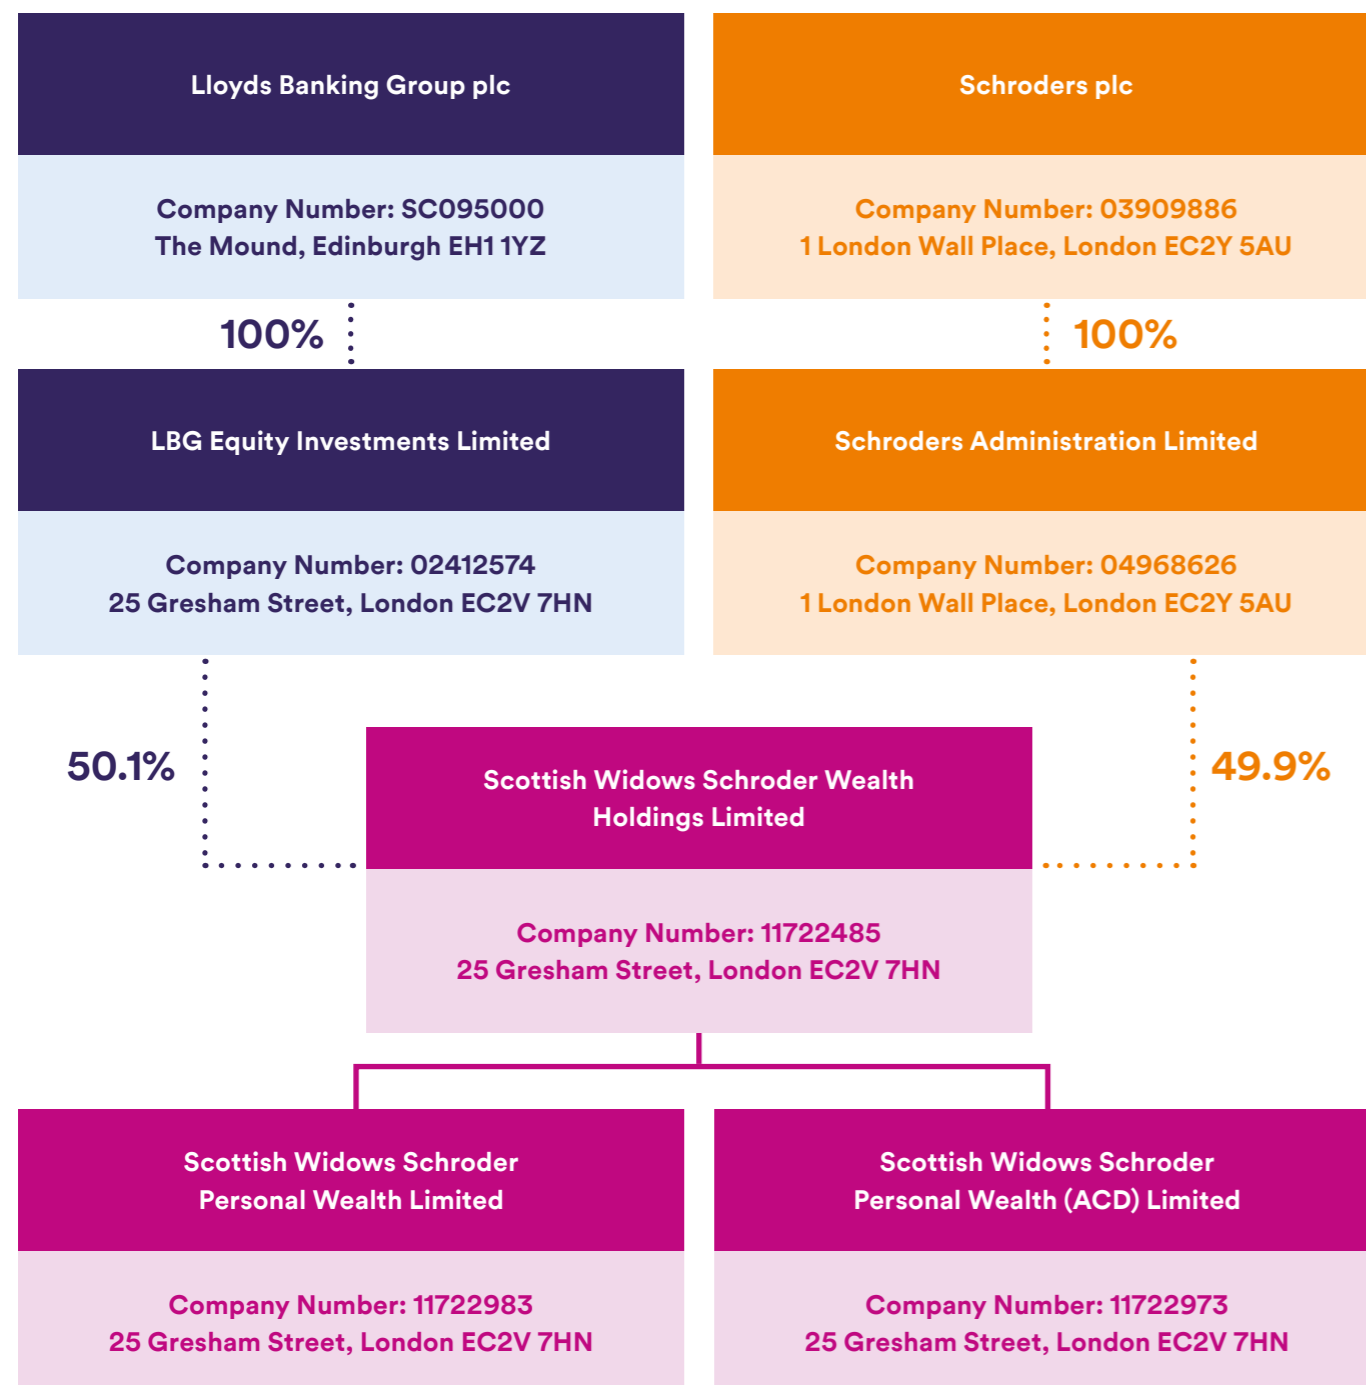 Lloyds Banking Group plc
Company Number: SC095000
The Mound, Edinburgh EH1 1YZ
Schroders plc
Company Number: 03909886
1 London Wall Place, London EC2Y 5AU
100%
100%
LBG Equity Investments Limited
Company Number: 02412574
25 Gresham Street, London EC2V 7HN
Schroders Administration Limited
Company Number: 04968626
1 London Wall Place, London EC2Y 5AU
50.1%
49.9%
Scottish Widows Schroder Wealth
Holdings Limited
Company Number: 11722485
25 Gresham Street, London EC2V 7HN
Scottish Widows Schroder
Personal Wealth Limited
Company Number: 11722983
25 Gresham Street, London EC2V 7HN
Scottish Widows Schroder
Personal Wealth (ACD) Limited
Company Number: 11722973
25 Gresham Street, London EC2V 7HN